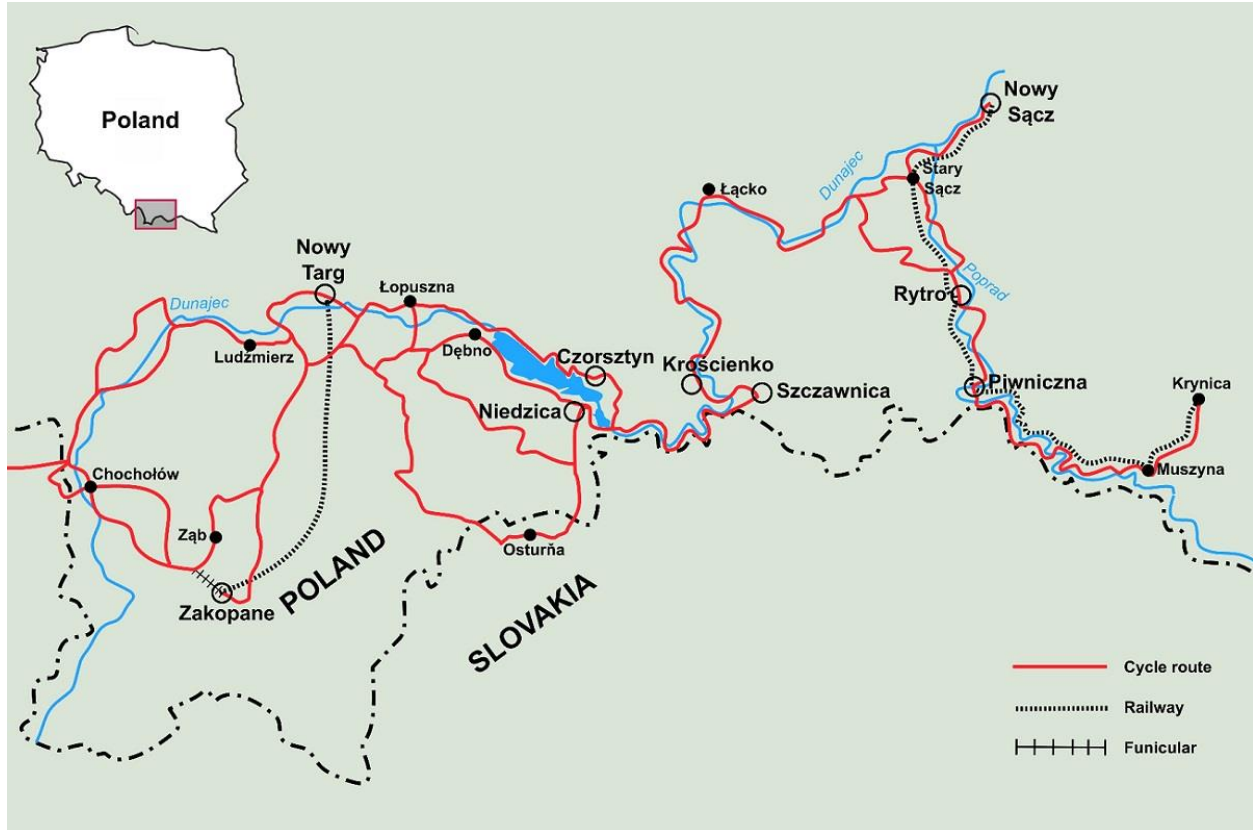 Poland
Nowy
Sącz
Dunajec
Stary
Sącz
Łącko
Nowy
Targ
Poprad
Rytro
Łopuszna
Dunajec
Ludźmierz
Dębno
Czorsztyn
Krościenko
Szczawnica
Piwniczna
Krynica
Niedzica
Chochołów
Muszyna
Ząb
Osturňa
Zakopane
POLAND
SLOVAKIA
Cycle route
Railway
Funicular